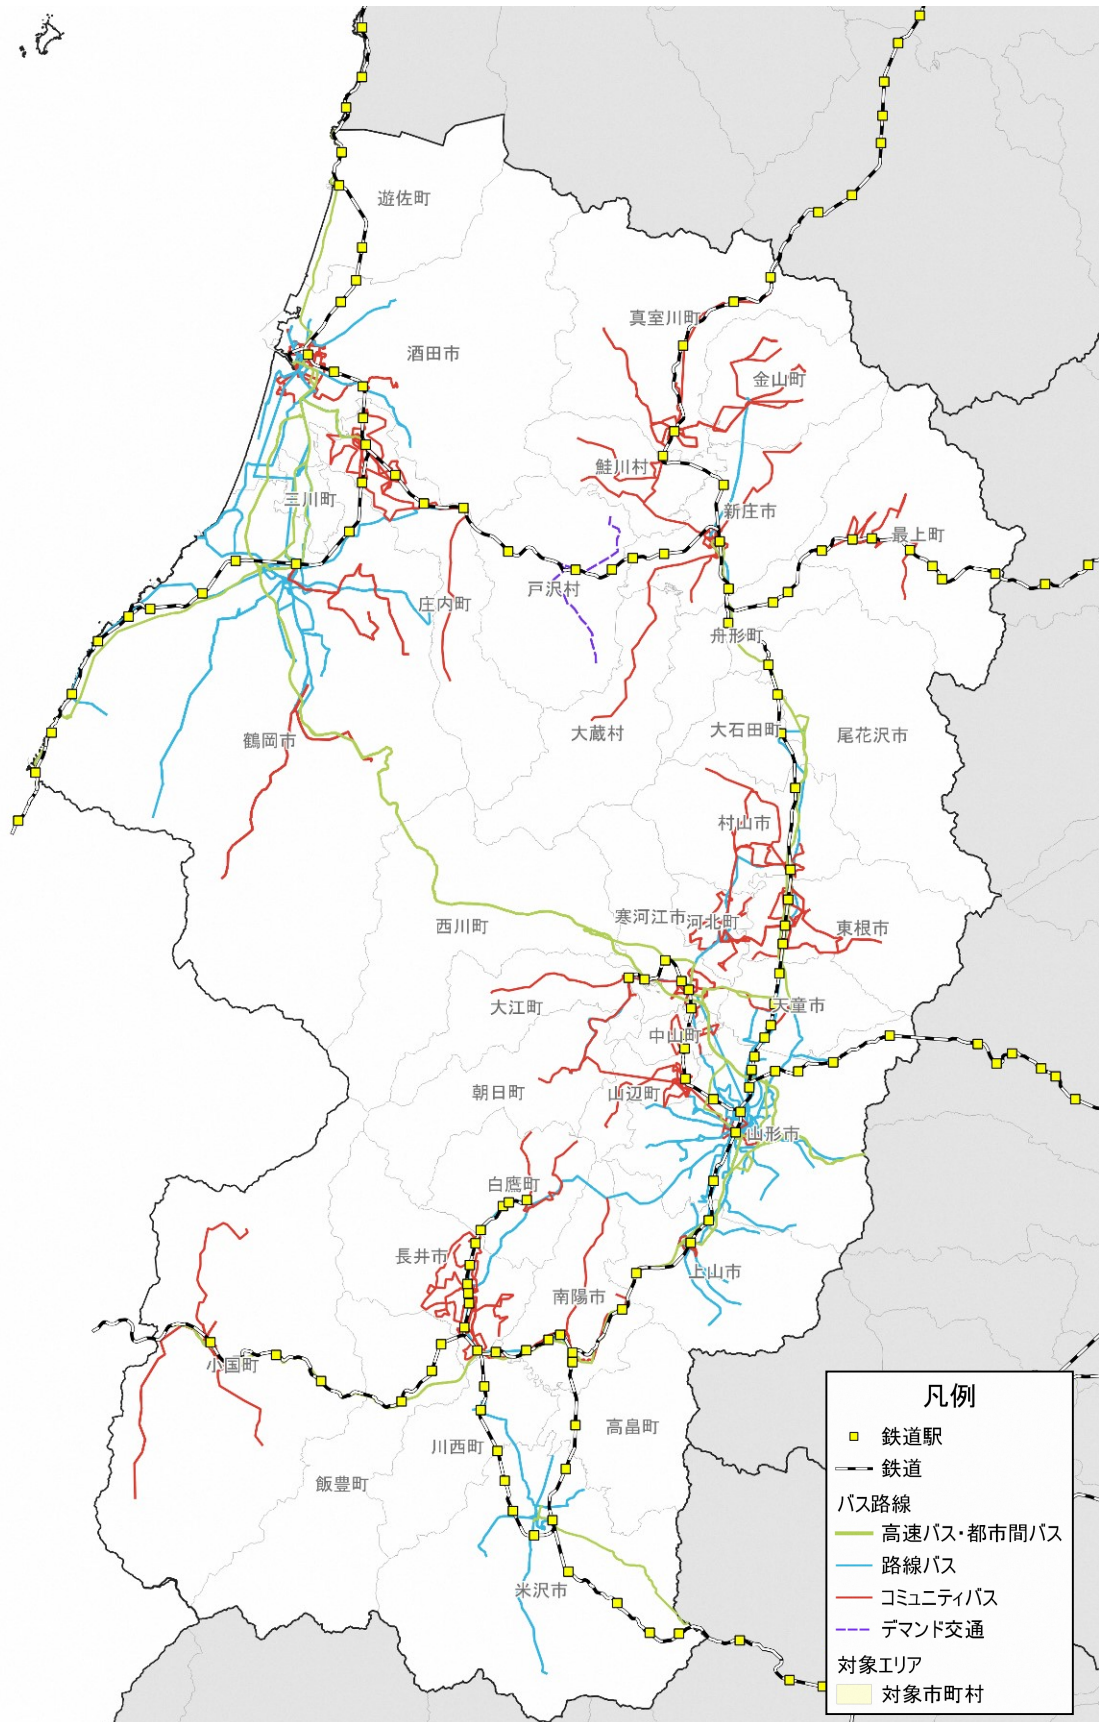 遊佐町
真室川町
酒田市
金山町
鮭川村
三川町
新庄市
最上町
戸沢村
庄内町
舟形町
大蔵村
大石田町
尾花沢市
鶴岡市
村山市
西川町
寒河江市
河北町
東根市
大江町
天童市
中山町
朝日町
山辺町
山形市
白鷹町
長井市
上山市
南陽市
小国町
高畠町
川西町
飯豊町
米沢市
凡例
鉄道駅
鉄道
バス路線
高速バス・都市間バス
路線バス
コミュニティバス
デマンド交通
対象エリア
対象市町村